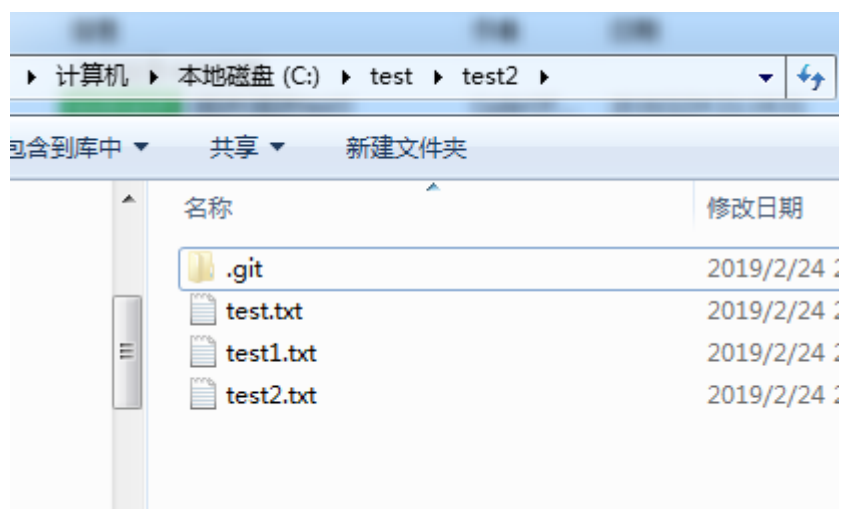 计算机 本地磁盘 (C:) test test2
包含到库中 共享 新建文件夹
名称 修改日期
.git 2019/2/24
test.txt 2019/2/24
test1.txt 2019/2/24
test2.txt 2019/2/24